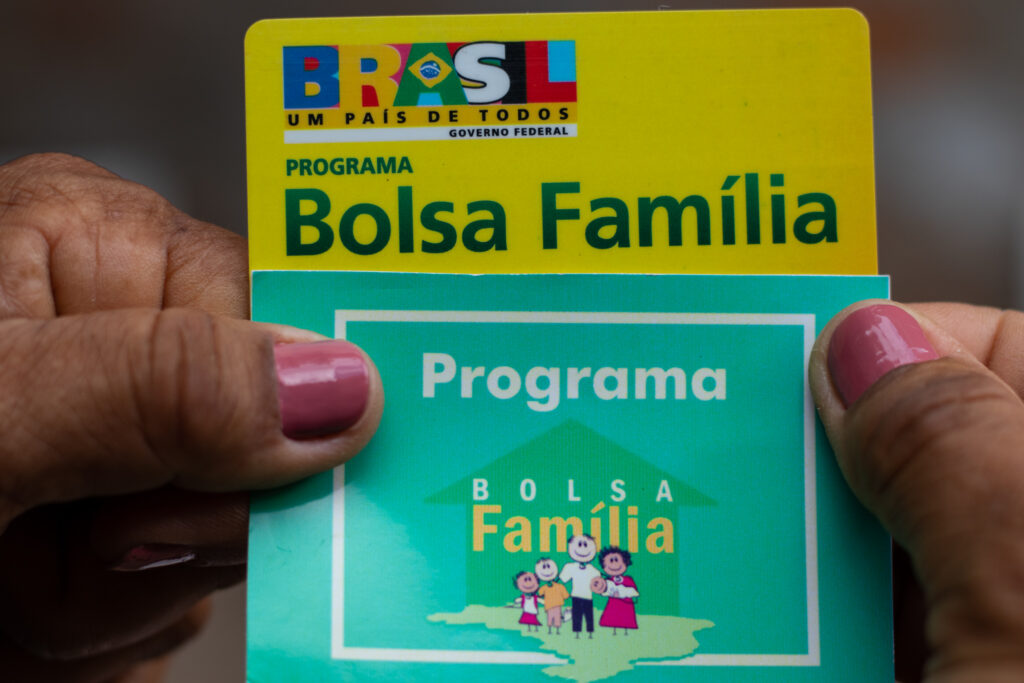 BRASIL
UM PAÍS DE TODOS
GOVERNO FEDERAL
PROGRAMA
Bolsa Família
Programa
BOLSA
Família